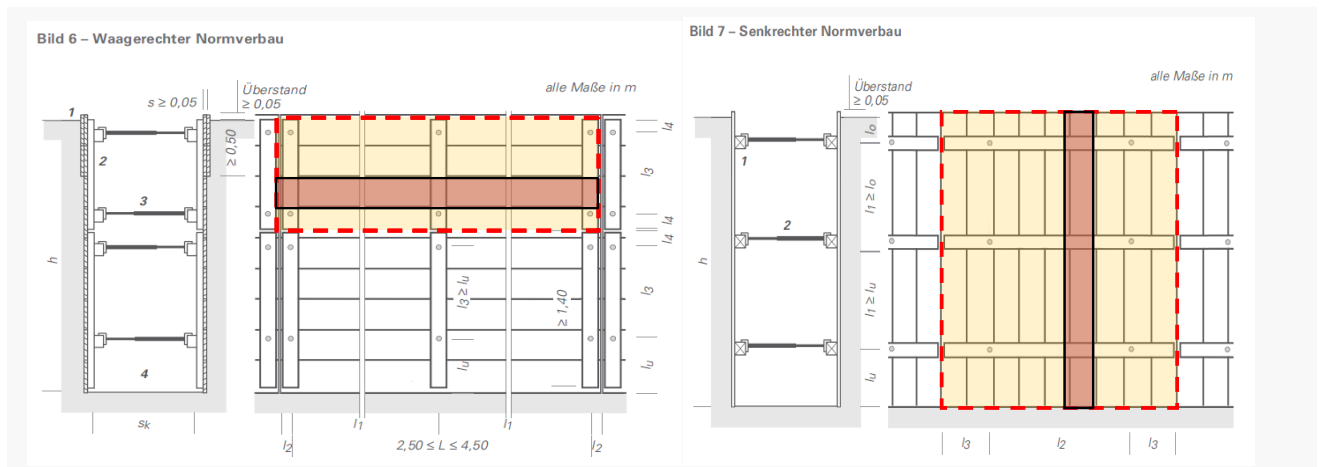 Bild 6 – Waagerechter Normverbau
alle Maße in m
Überstand
≥ 0,05
s ≥ 0,05
1
≥ 0,50
2
3
4
h
sk
l4
l3
l4
l4
l3
lu
l3 ≥ lu
lu
≥ 1,40
l2
l1
2,50 ≤ L ≤ 4,50
l1
l2
Bild 7 – Senkrechter Normverbau
alle Maße in m
Überstand
≥ 0,05
1
2
h
lo
l1 ≥ lo
l1 ≥ lu
lu
l3
l2
l3